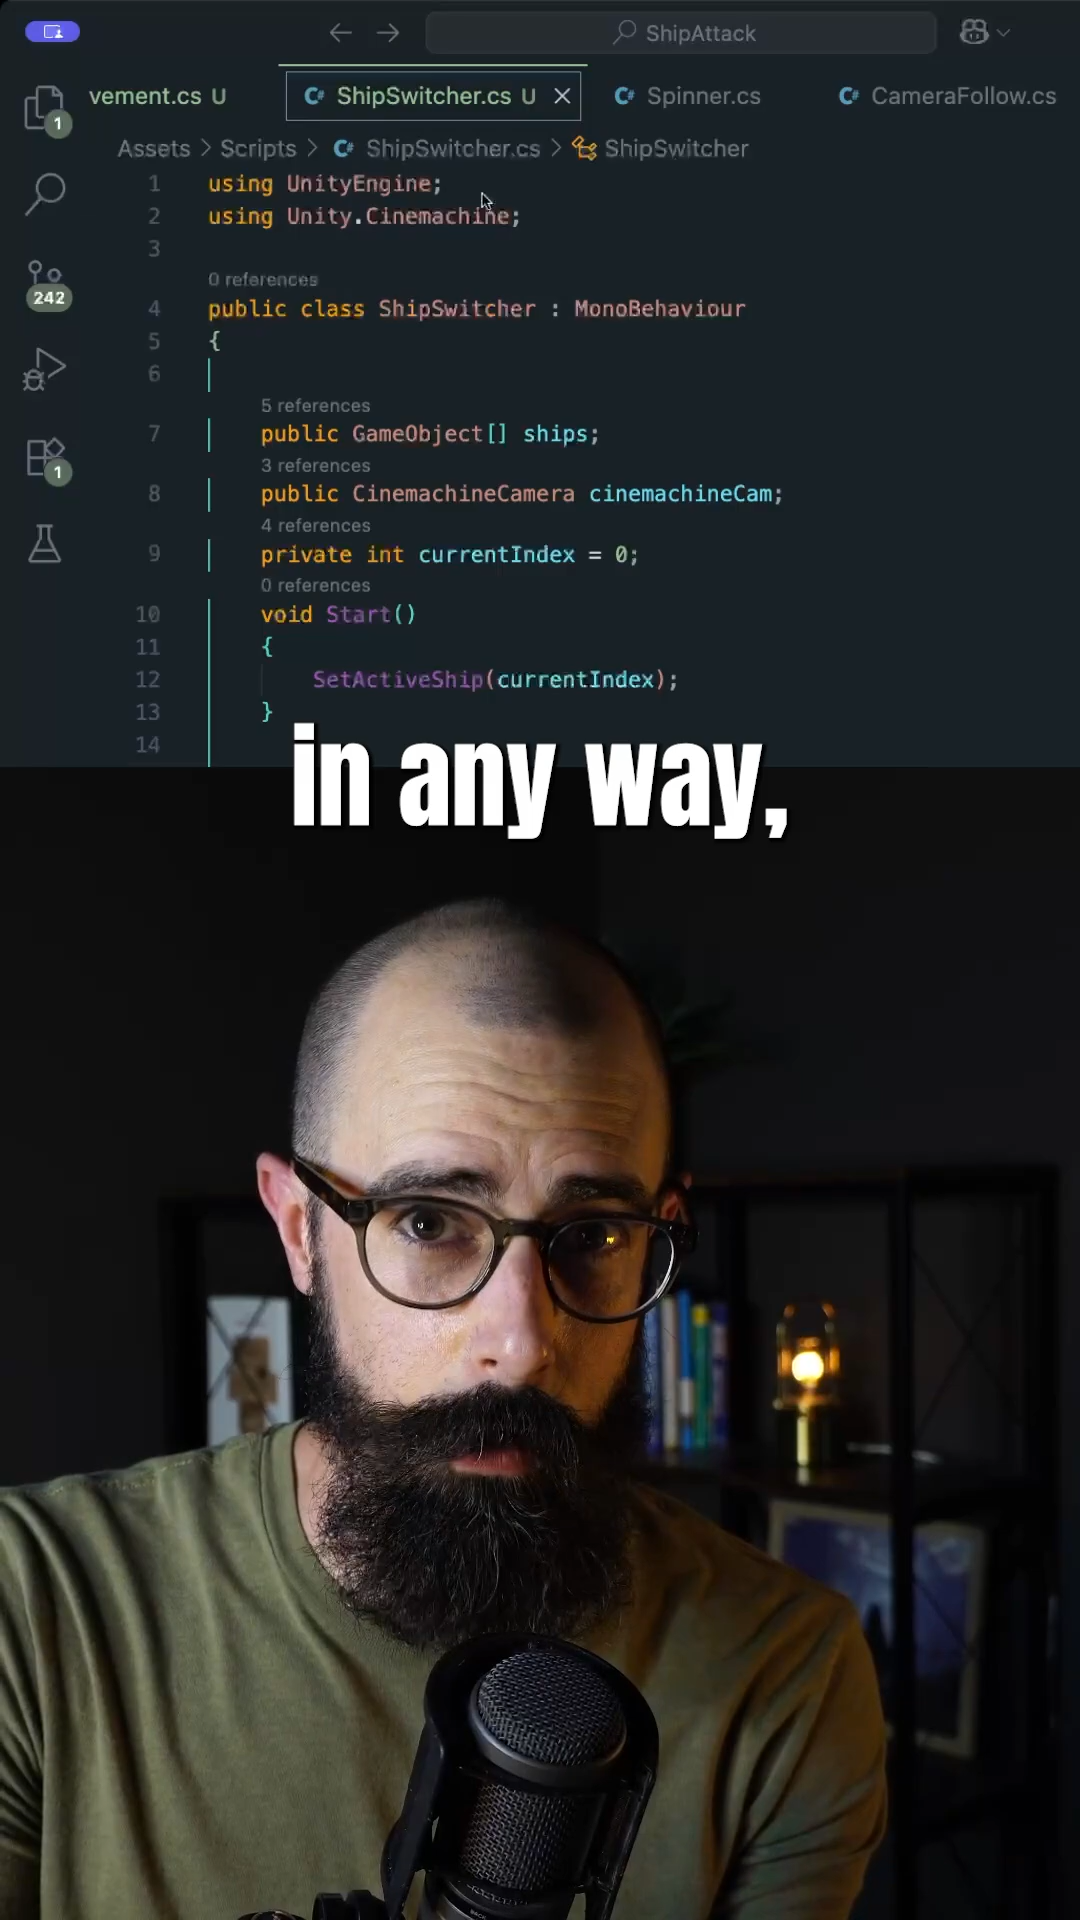 ShipAttack
vement.cs U
C# ShipSwitcher.cs U
C# Spinner.cs
C# CameraFollow.cs
1
Assets > Scripts > C# ShipSwitcher.cs > ShipSwitcher
1 using UnityEngine;
2 using Unity.Cinemachine;
3
242
0 references
4 public class ShipSwitcher : MonoBehaviour
5 {
6
5 references
7 public GameObject[] ships;
3 references
1
8 public CinemachineCamera cinemachineCam;
4 references
9 private int currentIndex = 0;
0 references
10 void Start()
11 {
12 SetActiveShip(currentIndex);
13 }
14
in any way,